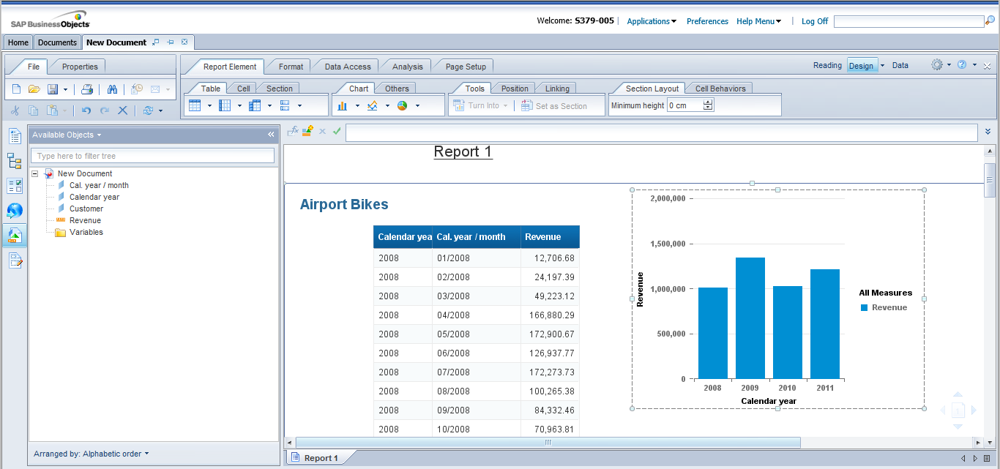 SAP BusinessObjects
Welcome: S379-005 Applications Preferences Help Menu Log Off
Home Documents New Document
File Properties Report Element Format Data Access Analysis Page Setup Reading Design Data
Table Cell Section Chart Others Tools Position Linking Section Layout Cell Behaviors
Turn Into Set as Section Minimum height 0 cm
Available Objects
Type here to filter tree
New Document
Cal. year / month
Calendar year
Customer
Revenue
Variables
Arranged by: Alphabetic order
Report 1
Airport Bikes
Calendar yea Cal. year / month Revenue
2008 01/2008 12,706.68
2008 02/2008 24,197.39
2008 03/2008 49,223.12
2008 04/2008 166,880.29
2008 05/2008 172,900.67
2008 06/2008 126,937.77
2008 07/2008 172,273.73
2008 08/2008 100,265.38
2008 09/2008 84,332.46
2008 10/2008 70,963.81
2,000,000
1,500,000
1,000,000
500,000
0
Revenue
2008 2009 2010 2011
Calendar year
All Measures
Revenue
1
Report 1